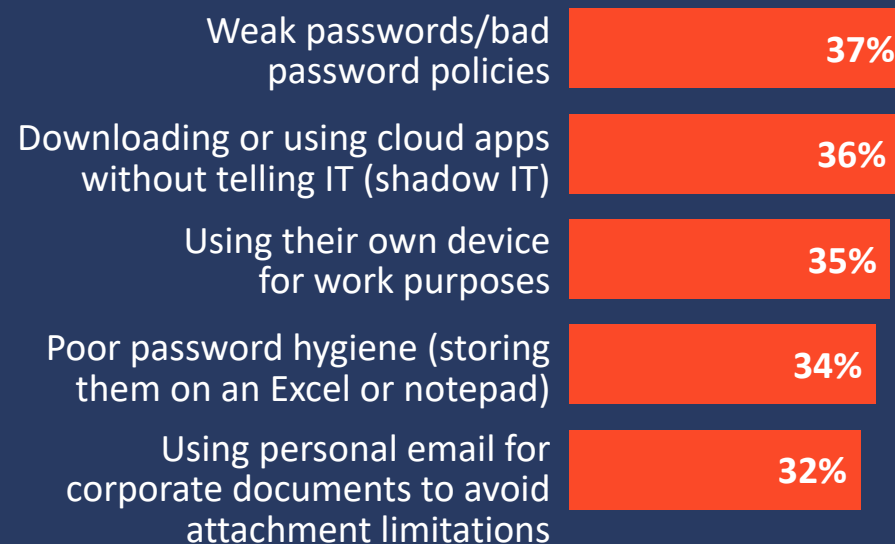 Weak passwords/bad
password policies
37%
Downloading or using cloud apps
without telling IT (shadow IT)
36%
Using their own device
for work purposes
35%
Poor password hygiene (storing
them on an Excel or notepad)
34%
Using personal email for
corporate documents to avoid
attachment limitations
32%